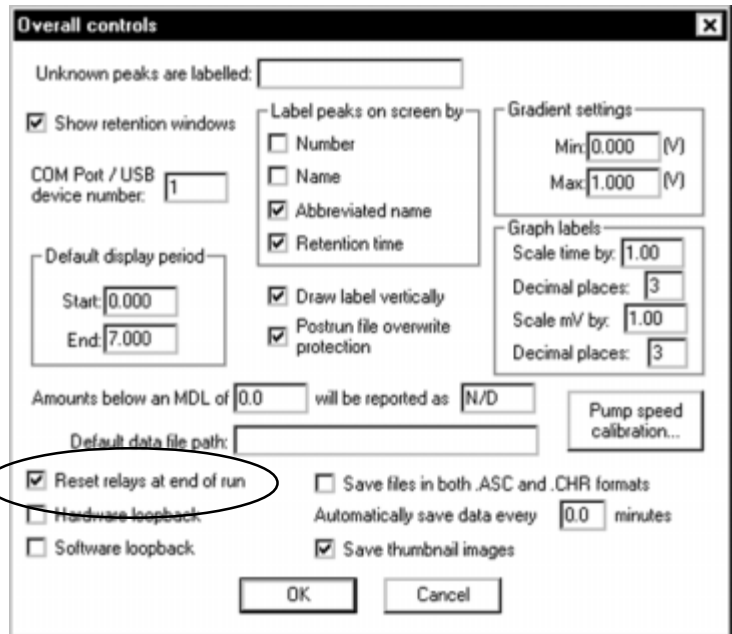 Overall controls
Unknown peaks are labelled:
Show retention windows
COM Port / USB
device number: 1
Default display period
Start: 0.000
End: 7.000
Label peaks on screen by
Number
Name
Abbreviated name
Retention time
Draw label vertically
Postrun file overwrite
protection
Gradient settings
Min: 0.000 (V)
Max: 1.000 (V)
Graph labels
Scale time by: 1.00
Decimal places: 3
Scale mV by: 1.00
Decimal places: 3
Amounts below an MDL of 0.0 will be reported as N/D
Default data file path:
Pump speed
calibration...
Reset relays at end of run
Hardware loopback
Software loopback
Save files in both .ASC and .CHR formats
Automatically save data every 0.0 minutes
Save thumbnail images
OK Cancel